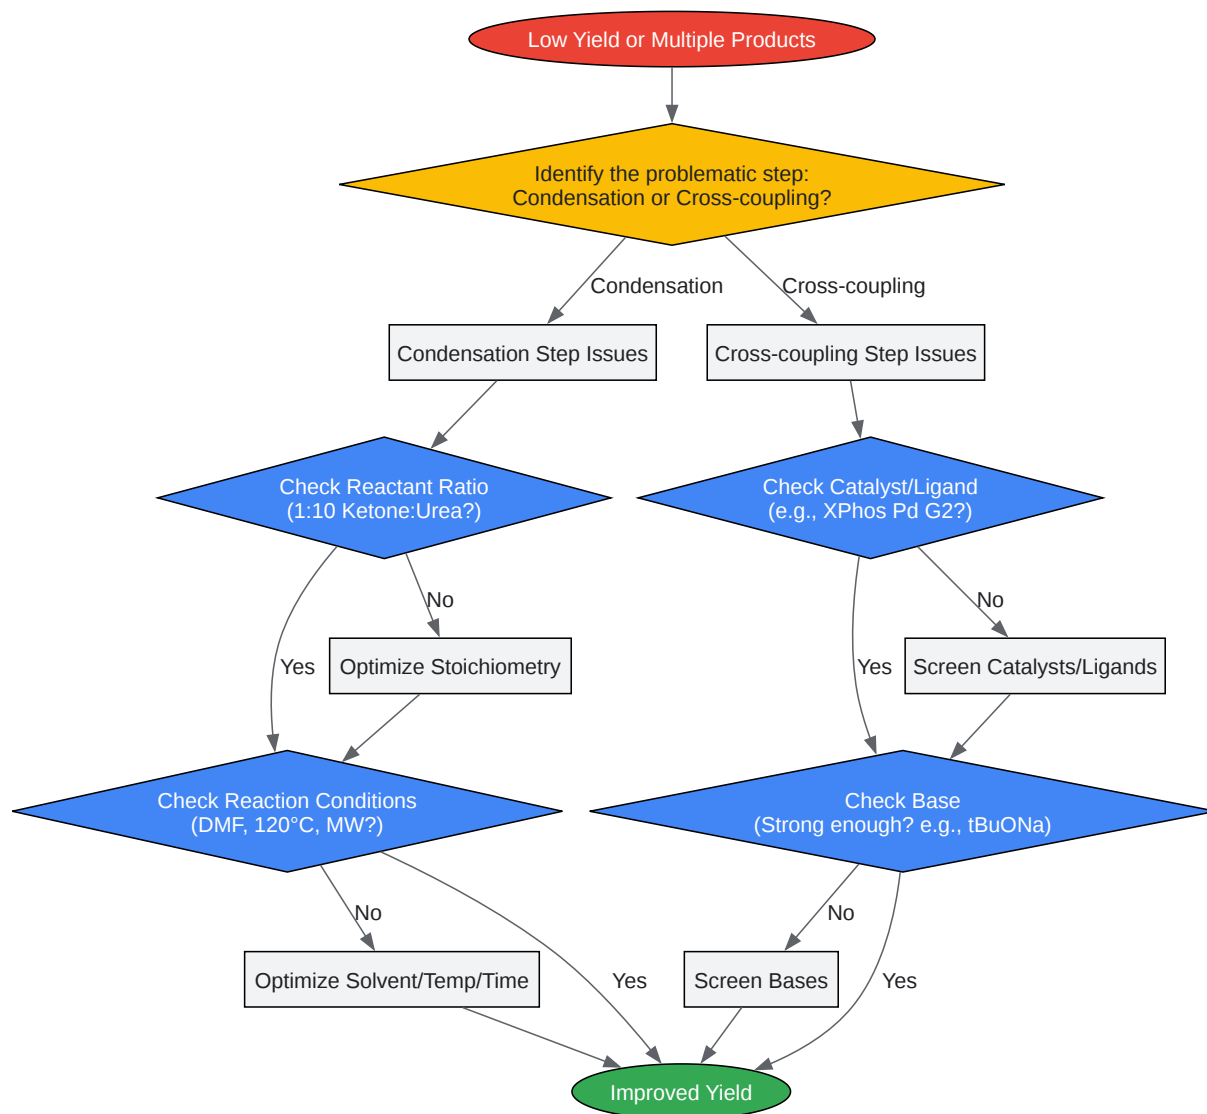 Low Yield or Multiple Products
Identify the problematic step:
Condensation or Cross-coupling?
Condensation
Cross-coupling
Condensation Step Issues
Cross-coupling Step Issues
Check Reactant Ratio
(1:10 Ketone:Urea?)
Check Catalyst/Ligand
(e.g., XPhos Pd G2?)
No
No
Yes
Optimize Stoichiometry
Yes
Screen Catalysts/Ligands
Check Reaction Conditions
(DMF, 120°C, MW?)
Check Base
(Strong enough? e.g., tBuONa)
No
No
Optimize Solvent/Temp/Time
Yes
Screen Bases
Yes
Improved Yield